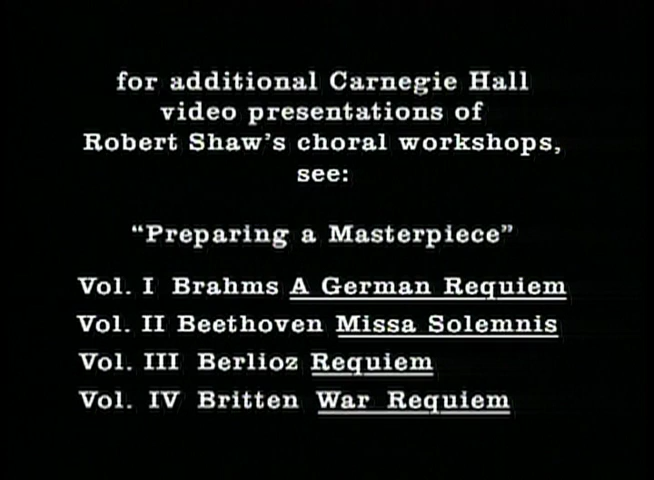 for additional Carnegie Hall
video presentations of
Robert Shaw's choral workshops,
see:
"Preparing a Masterpiece"
Vol. I Brahms A German Requiem
Vol. II Beethoven Missa Solemnis
Vol. III Berlioz Requiem
Vol. IV Britten War Requiem